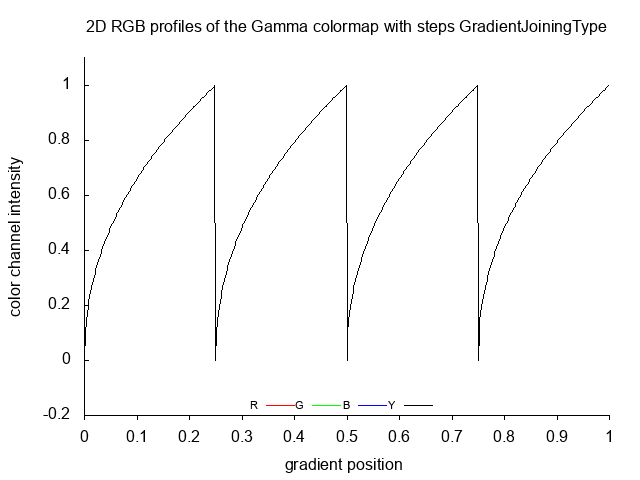 2D RGB profiles of the Gamma colormap with steps GradientJoiningType
1
0.8
0.6
0.4
0.2
0
-0.2
color channel intensity
R G B Y
0 0.1 0.2 0.3 0.4 0.5 0.6 0.7 0.8 0.9 1
gradient position